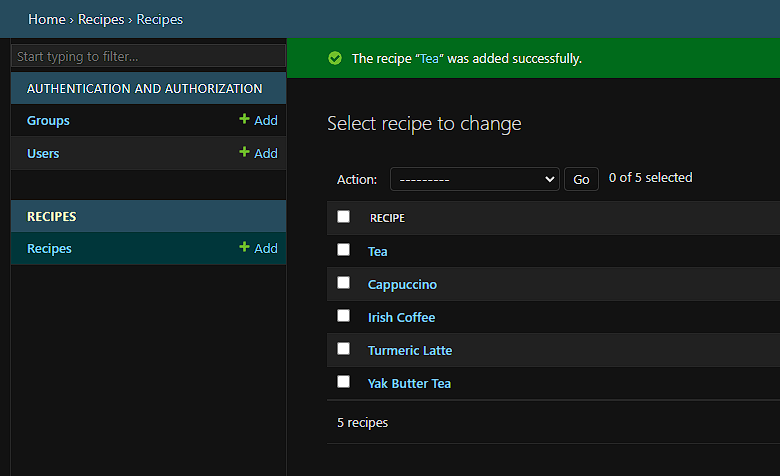 Home › Recipes › Recipes
Start typing to filter...
AUTHENTICATION AND AUTHORIZATION
Groups + Add
Users + Add
RECIPES
Recipes + Add
The recipe “Tea” was added successfully.
Select recipe to change
Action: --------- Go 0 of 5 selected
RECIPE
Tea
Cappuccino
Irish Coffee
Turmeric Latte
Yak Butter Tea
5 recipes